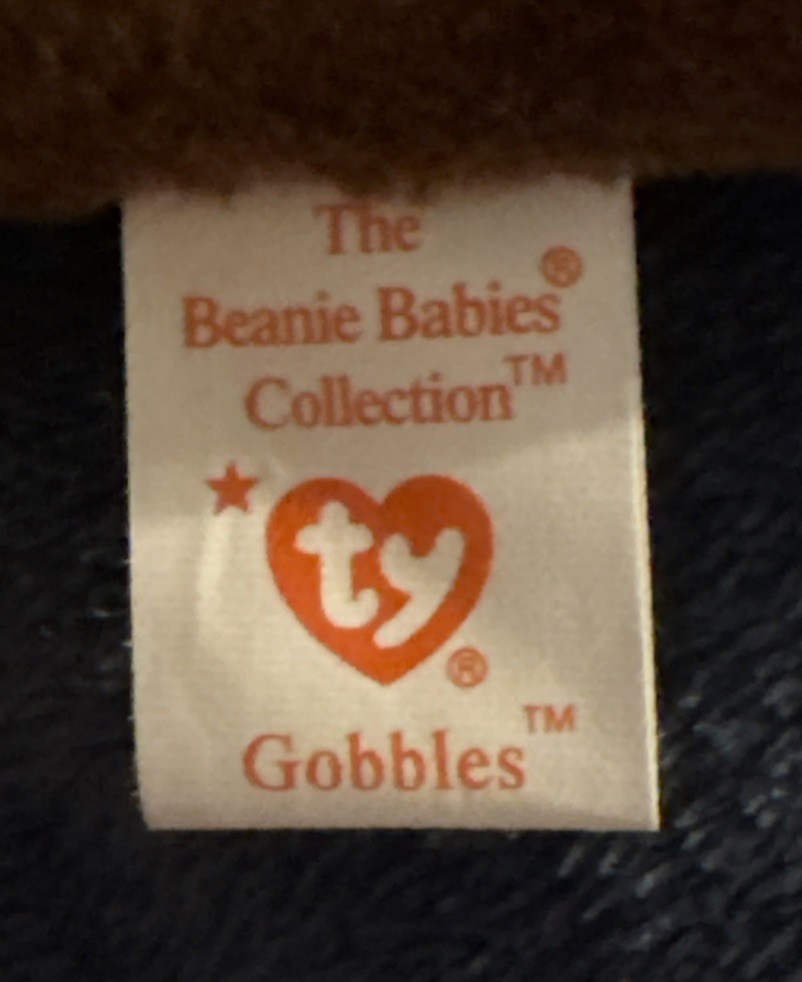 The
Beanie Babies®
Collection™
ty®
Gobbles™